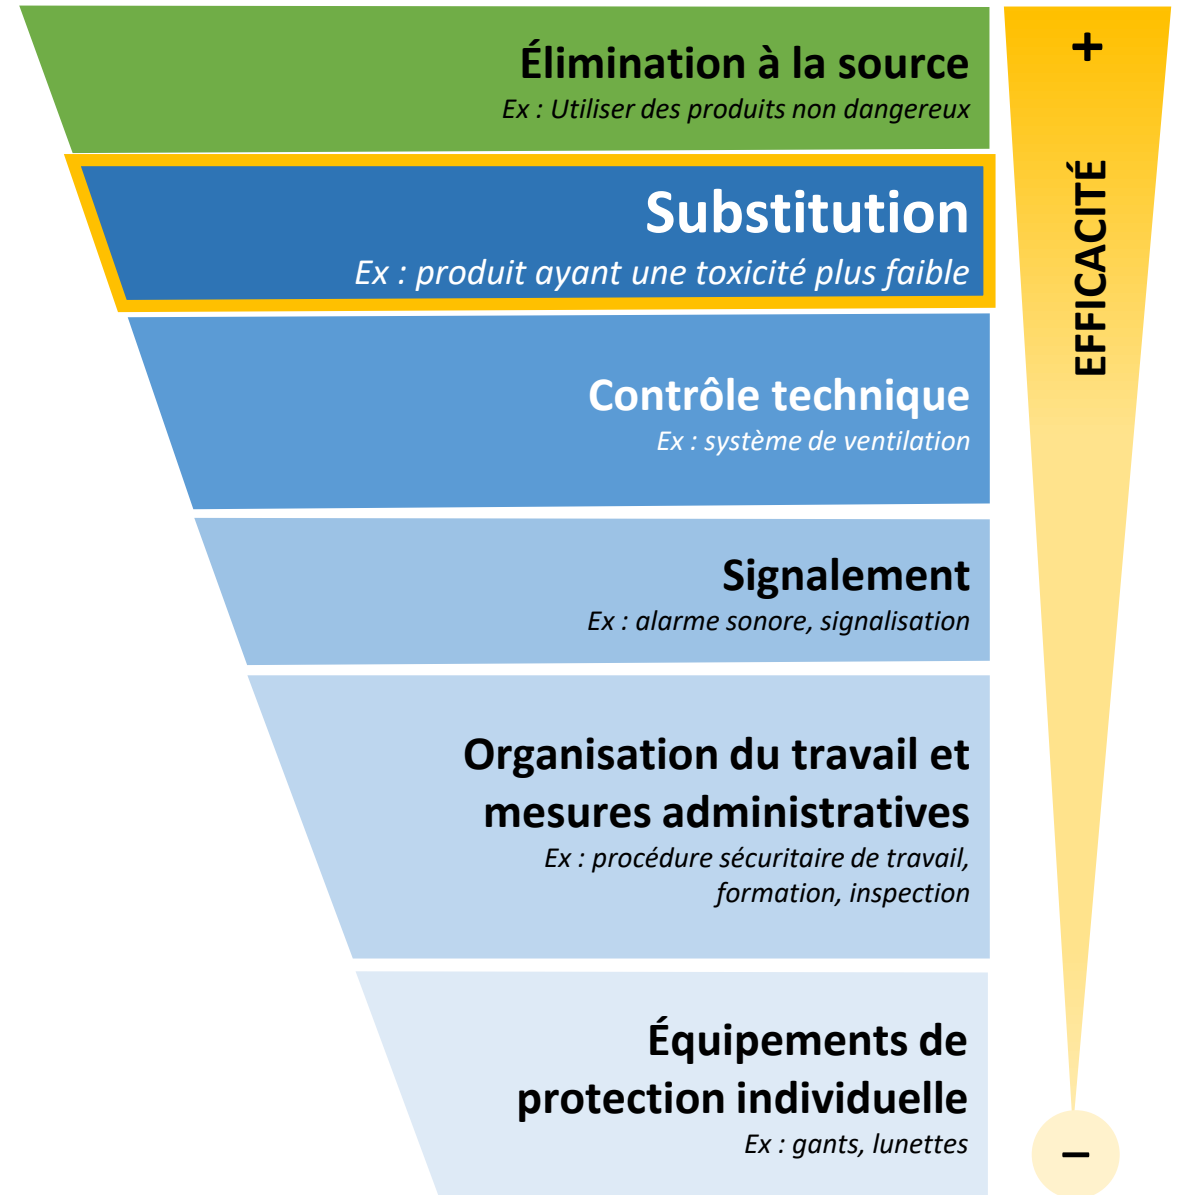 Élimination à la source
Ex : Utiliser des produits non dangereux
Substitution
Ex : produit ayant une toxicité plus faible
Contrôle technique
Ex : système de ventilation
Signalement
Ex : alarme sonore, signalisation
Organisation du travail et
mesures administratives
Ex : procédure sécuritaire de travail,
formation, inspection
Équipements de
protection individuelle
Ex : gants, lunettes
+
EFFICACITÉ
–